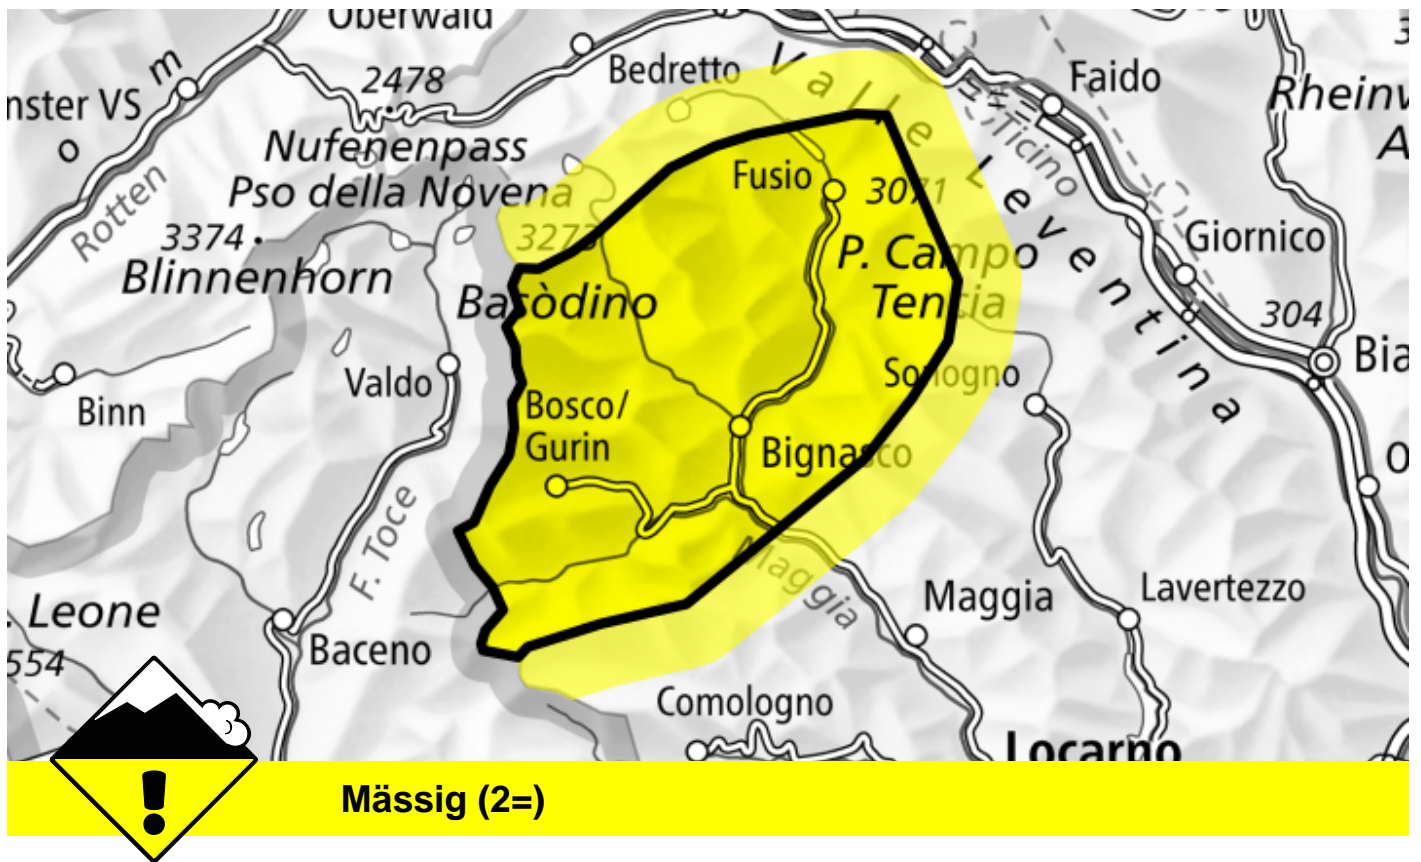 Oberwald
Bedretto
Valle Leventina
Faido
2478
nster VS
Rheinw
o
m
Nufenenpass
Pso della Novena
Ticino
Fusio
3071
Rotten
3374
Blinnenhorn
3273
Basòdino
P. Campo
Tencia
Giornico
304
Bia
Valdo
Sonogno
Binn
Bosco/
Gurin
Bignasco
F. Toce
Maggia
Maggia
Lavertezzo
. Leone
554
Baceno
Comologno
Locarno
Mässig (2=)